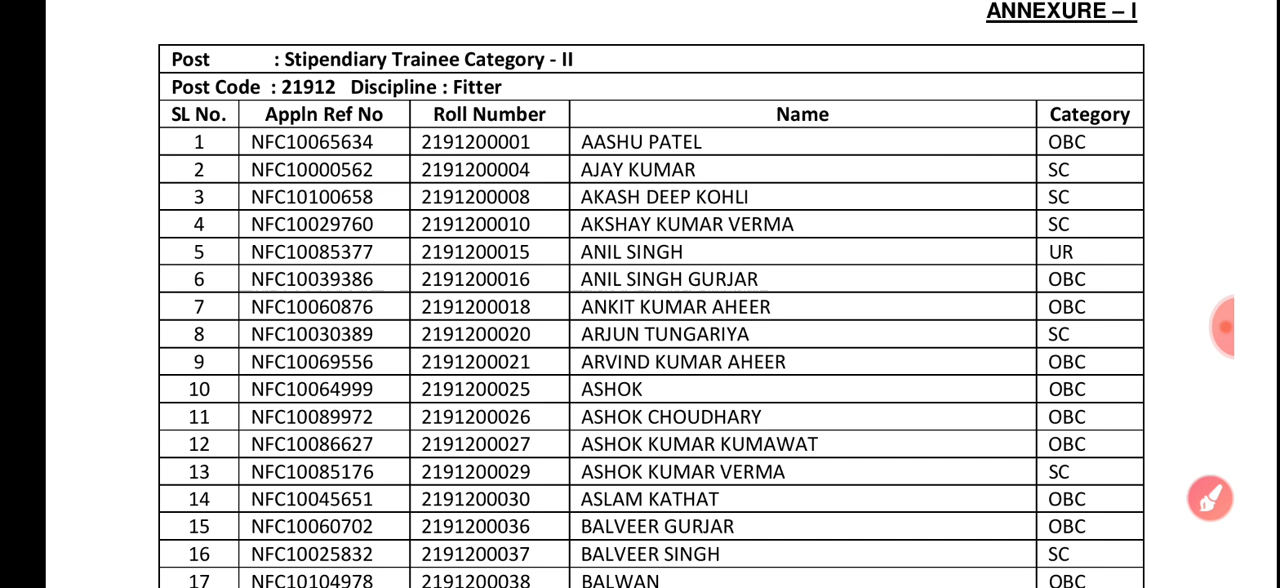 ANNEXURE – I
Post : Stipendiary Trainee Category - II
Post Code : 21912 Discipline : Fitter
SL No. Appln Ref No Roll Number Name Category
1 NFC10065634 2191200001 AASHU PATEL OBC
2 NFC10000562 2191200004 AJAY KUMAR SC
3 NFC10100658 2191200008 AKASH DEEP KOHLI SC
4 NFC10029760 2191200010 AKSHAY KUMAR VERMA SC
5 NFC10085377 2191200015 ANIL SINGH UR
6 NFC10039386 2191200016 ANIL SINGH GURJAR OBC
7 NFC10060876 2191200018 ANKIT KUMAR AHEER OBC
8 NFC10030389 2191200020 ARJUN TUNGARIYA SC
9 NFC10069556 2191200021 ARVIND KUMAR AHEER OBC
10 NFC10064999 2191200025 ASHOK OBC
11 NFC10089972 2191200026 ASHOK CHOUDHARY OBC
12 NFC10086627 2191200027 ASHOK KUMAR KUMAWAT OBC
13 NFC10085176 2191200029 ASHOK KUMAR VERMA SC
14 NFC10045651 2191200030 ASLAM KATHAT OBC
15 NFC10060702 2191200036 BALVEER GURJAR OBC
16 NFC10025832 2191200037 BALVEER SINGH SC
17 NFC10104978 2191200038 BALWAN OBC